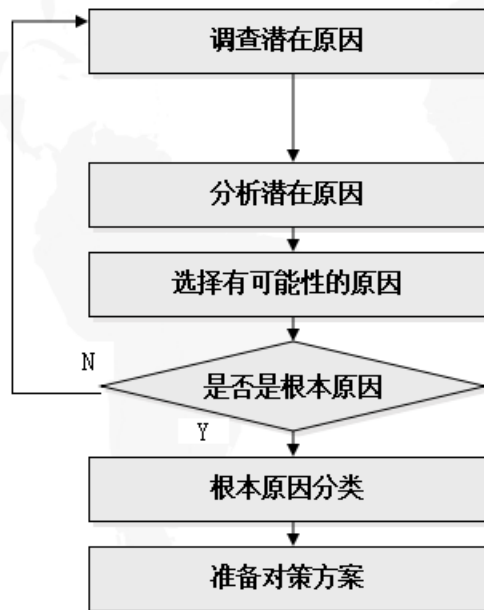 调查潜在原因
分析潜在原因
选择有可能性的原因
N
是否是根本原因
Y
根本原因分类
准备对策方案